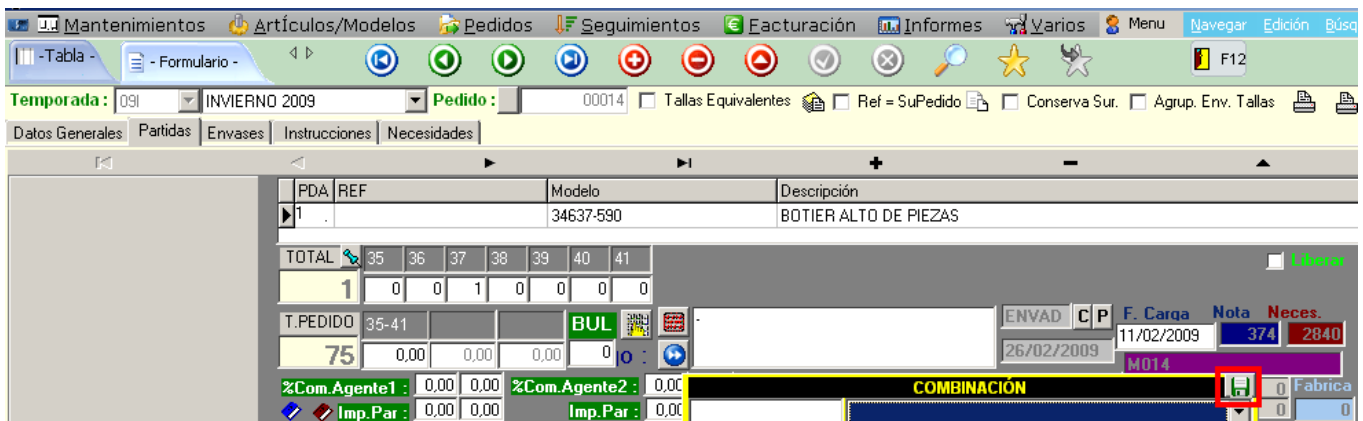 Mantenimientos Artículos/Modelos Pedidos Seguimientos Facturación Informes Varios Menu Navegar Edición Búsq
-Tabla - - Formulario - F12
Temporada : 09I INVIERNO 2009 Pedido : 00014 Tallas Equivalentes Ref = SuPedido Conserva Sur. Agrup. Env. Tallas
Datos Generales Partidas Envases Instrucciones Necesidades
PDA REF Modelo Descripción
1 . 34637-590 BOTIER ALTO DE PIEZAS
TOTAL 35 36 37 38 39 40 41 Liberar
1 0 0 1 0 0 0 0
T.PEDIDO 35-41 BUL - ENVAD C P F. Carga Nota Neces.
75 0,00 0,00 0,00 0 jo : 26/02/2009 11/02/2009 374 2840
M014
%Com.Agente1 : 0,00 0,00 %Com.Agente2 : 0,00 COMBINACIÓN 0 Fabrica
Imp.Par : 0,00 0,00 Imp.Par : 0,00 0 0